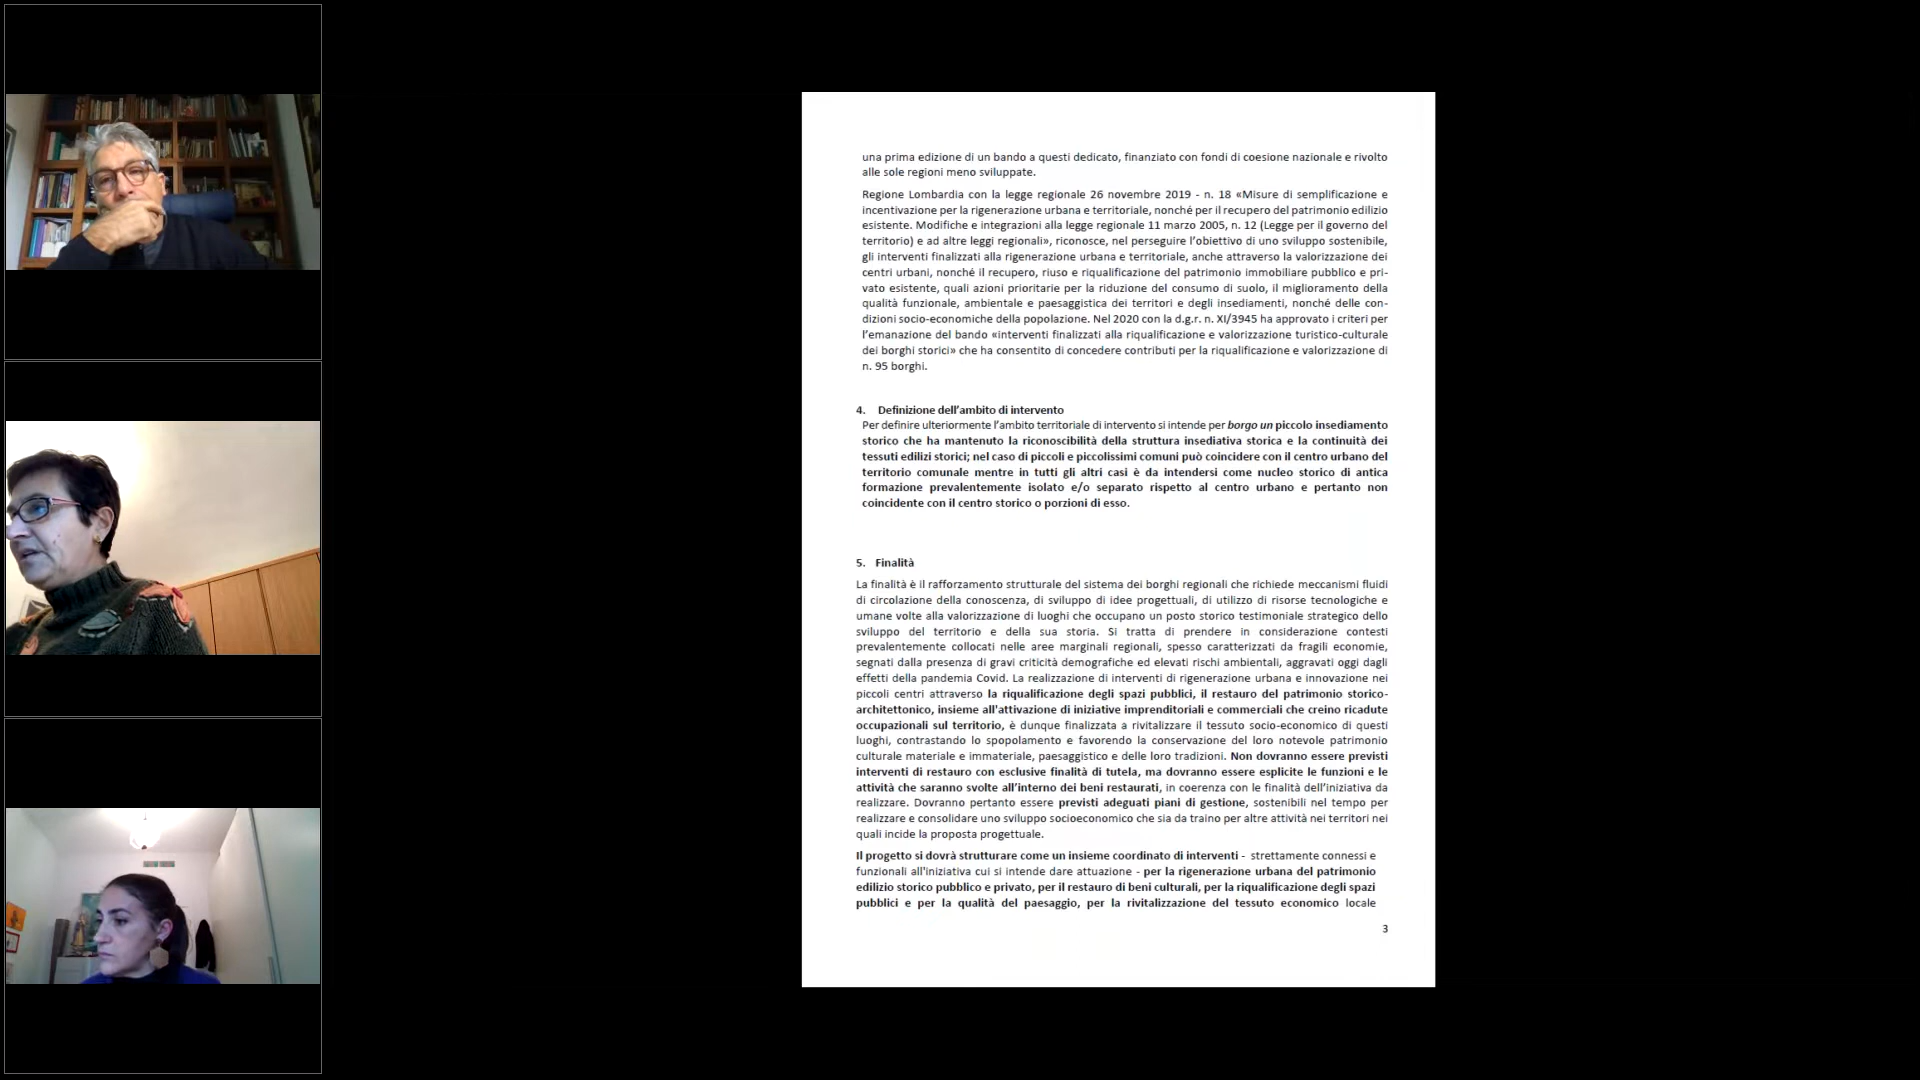 una prima edizione di un bando a questi dedicato, finanziato con fondi di coesione nazionale e rivolto
alle sole regioni meno sviluppate.
Regione Lombardia con la legge regionale 26 novembre 2019 - n. 18 «Misure di semplificazione e
incentivazione per la rigenerazione urbana e territoriale, nonché per il recupero del patrimonio edilizio
esistente. Modifiche e integrazioni alla legge regionale 11 marzo 2005, n. 12 (Legge per il governo del
territorio) e ad altre leggi regionali», riconosce, nel perseguire l’obiettivo di uno sviluppo sostenibile,
gli interventi finalizzati alla rigenerazione urbana e territoriale, anche attraverso la valorizzazione dei
centri urbani, nonché il recupero, riuso e riqualificazione del patrimonio immobiliare pubblico e pri-
vato esistente, quali azioni prioritarie per la riduzione del consumo di suolo, il miglioramento della
qualità funzionale, ambientale e paesaggistica dei territori e degli insediamenti, nonché delle con-
dizioni socio-economiche della popolazione. Nel 2020 con la d.g.r. n. XI/3945 ha approvato i criteri per
l’emanazione del bando «interventi finalizzati alla riqualificazione e valorizzazione turistico-culturale
dei borghi storici» che ha consentito di concedere contributi per la riqualificazione e valorizzazione di
n. 95 borghi.
4. Definizione dell’ambito di intervento
Per definire ulteriormente l’ambito territoriale di intervento si intende per borgo un piccolo insediamento
storico che ha mantenuto la riconoscibilità della struttura insediativa storica e la continuità dei
tessuti edilizi storici; nel caso di piccoli e piccolissimi comuni può coincidere con il centro urbano del
territorio comunale mentre in tutti gli altri casi è da intendersi come nucleo storico di antica
formazione prevalentemente isolato e/o separato rispetto al centro urbano e pertanto non
coincidente con il centro storico o porzioni di esso.
5. Finalità
La finalità è il rafforzamento strutturale del sistema dei borghi regionali che richiede meccanismi fluidi
di circolazione della conoscenza, di sviluppo di idee progettuali, di utilizzo di risorse tecnologiche e
umane volte alla valorizzazione di luoghi che occupano un posto storico testimoniale strategico dello
sviluppo del territorio e della sua storia. Si tratta di prendere in considerazione contesti
prevalentemente collocati nelle aree marginali regionali, spesso caratterizzati da fragili economie,
segnati dalla presenza di gravi criticità demografiche ed elevati rischi ambientali, aggravati oggi dagli
effetti della pandemia Covid. La realizzazione di interventi di rigenerazione urbana e innovazione nei
piccoli centri attraverso la riqualificazione degli spazi pubblici, il restauro del patrimonio storico-
architettonico, insieme all'attivazione di iniziative imprenditoriali e commerciali che creino ricadute
occupazionali sul territorio, è dunque finalizzata a rivitalizzare il tessuto socio-economico di questi
luoghi, contrastando lo spopolamento e favorendo la conservazione del loro notevole patrimonio
culturale materiale e immateriale, paesaggistico e delle loro tradizioni. Non dovranno essere previsti
interventi di restauro con esclusive finalità di tutela, ma dovranno essere esplicite le funzioni e le
attività che saranno svolte all’interno dei beni restaurati, in coerenza con le finalità dell’iniziativa da
realizzare. Dovranno pertanto essere previsti adeguati piani di gestione, sostenibili nel tempo per
realizzare e consolidare uno sviluppo socioeconomico che sia da traino per altre attività nei territori nei
quali incide la proposta progettuale.
Il progetto si dovrà strutturare come un insieme coordinato di interventi - strettamente connessi e
funzionali all'iniziativa cui si intende dare attuazione - per la rigenerazione urbana del patrimonio
edilizio storico pubblico e privato, per il restauro di beni culturali, per la riqualificazione degli spazi
pubblici e per la qualità del paesaggio, per la rivitalizzazione del tessuto economico locale
3